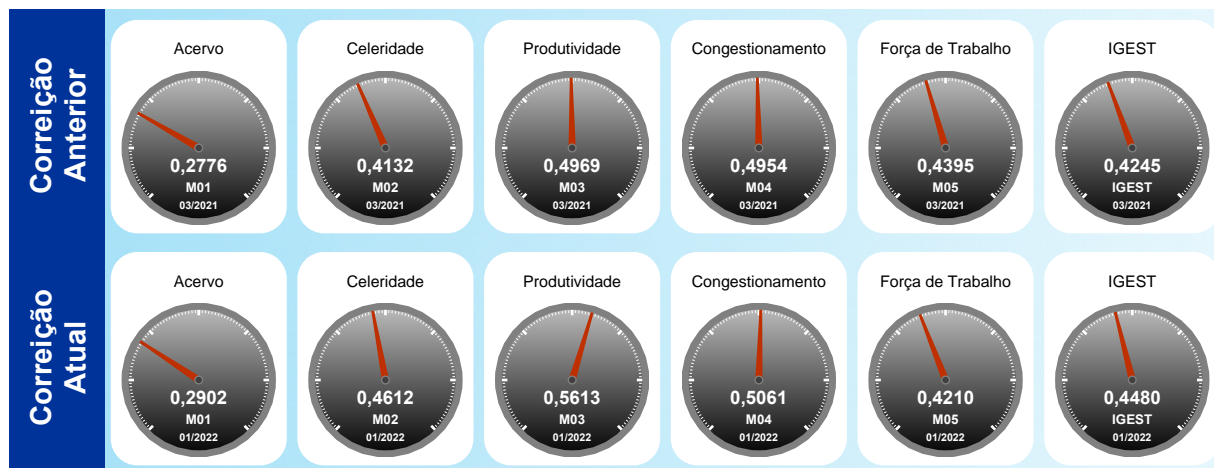 Correição
Anterior
Acervo
0,2776
M01
03/2021
Celeridade
0,4132
M02
03/2021
Produtividade
0,4969
M03
03/2021
Congestionamento
0,4954
M04
03/2021
Força de Trabalho
0,4395
M05
03/2021
IGEST
0,4245
IGEST
03/2021
Correição
Atual
Acervo
0,2902
M01
01/2022
Celeridade
0,4612
M02
01/2022
Produtividade
0,5613
M03
01/2022
Congestionamento
0,5061
M04
01/2022
Força de Trabalho
0,4210
M05
01/2022
IGEST
0,4480
IGEST
01/2022